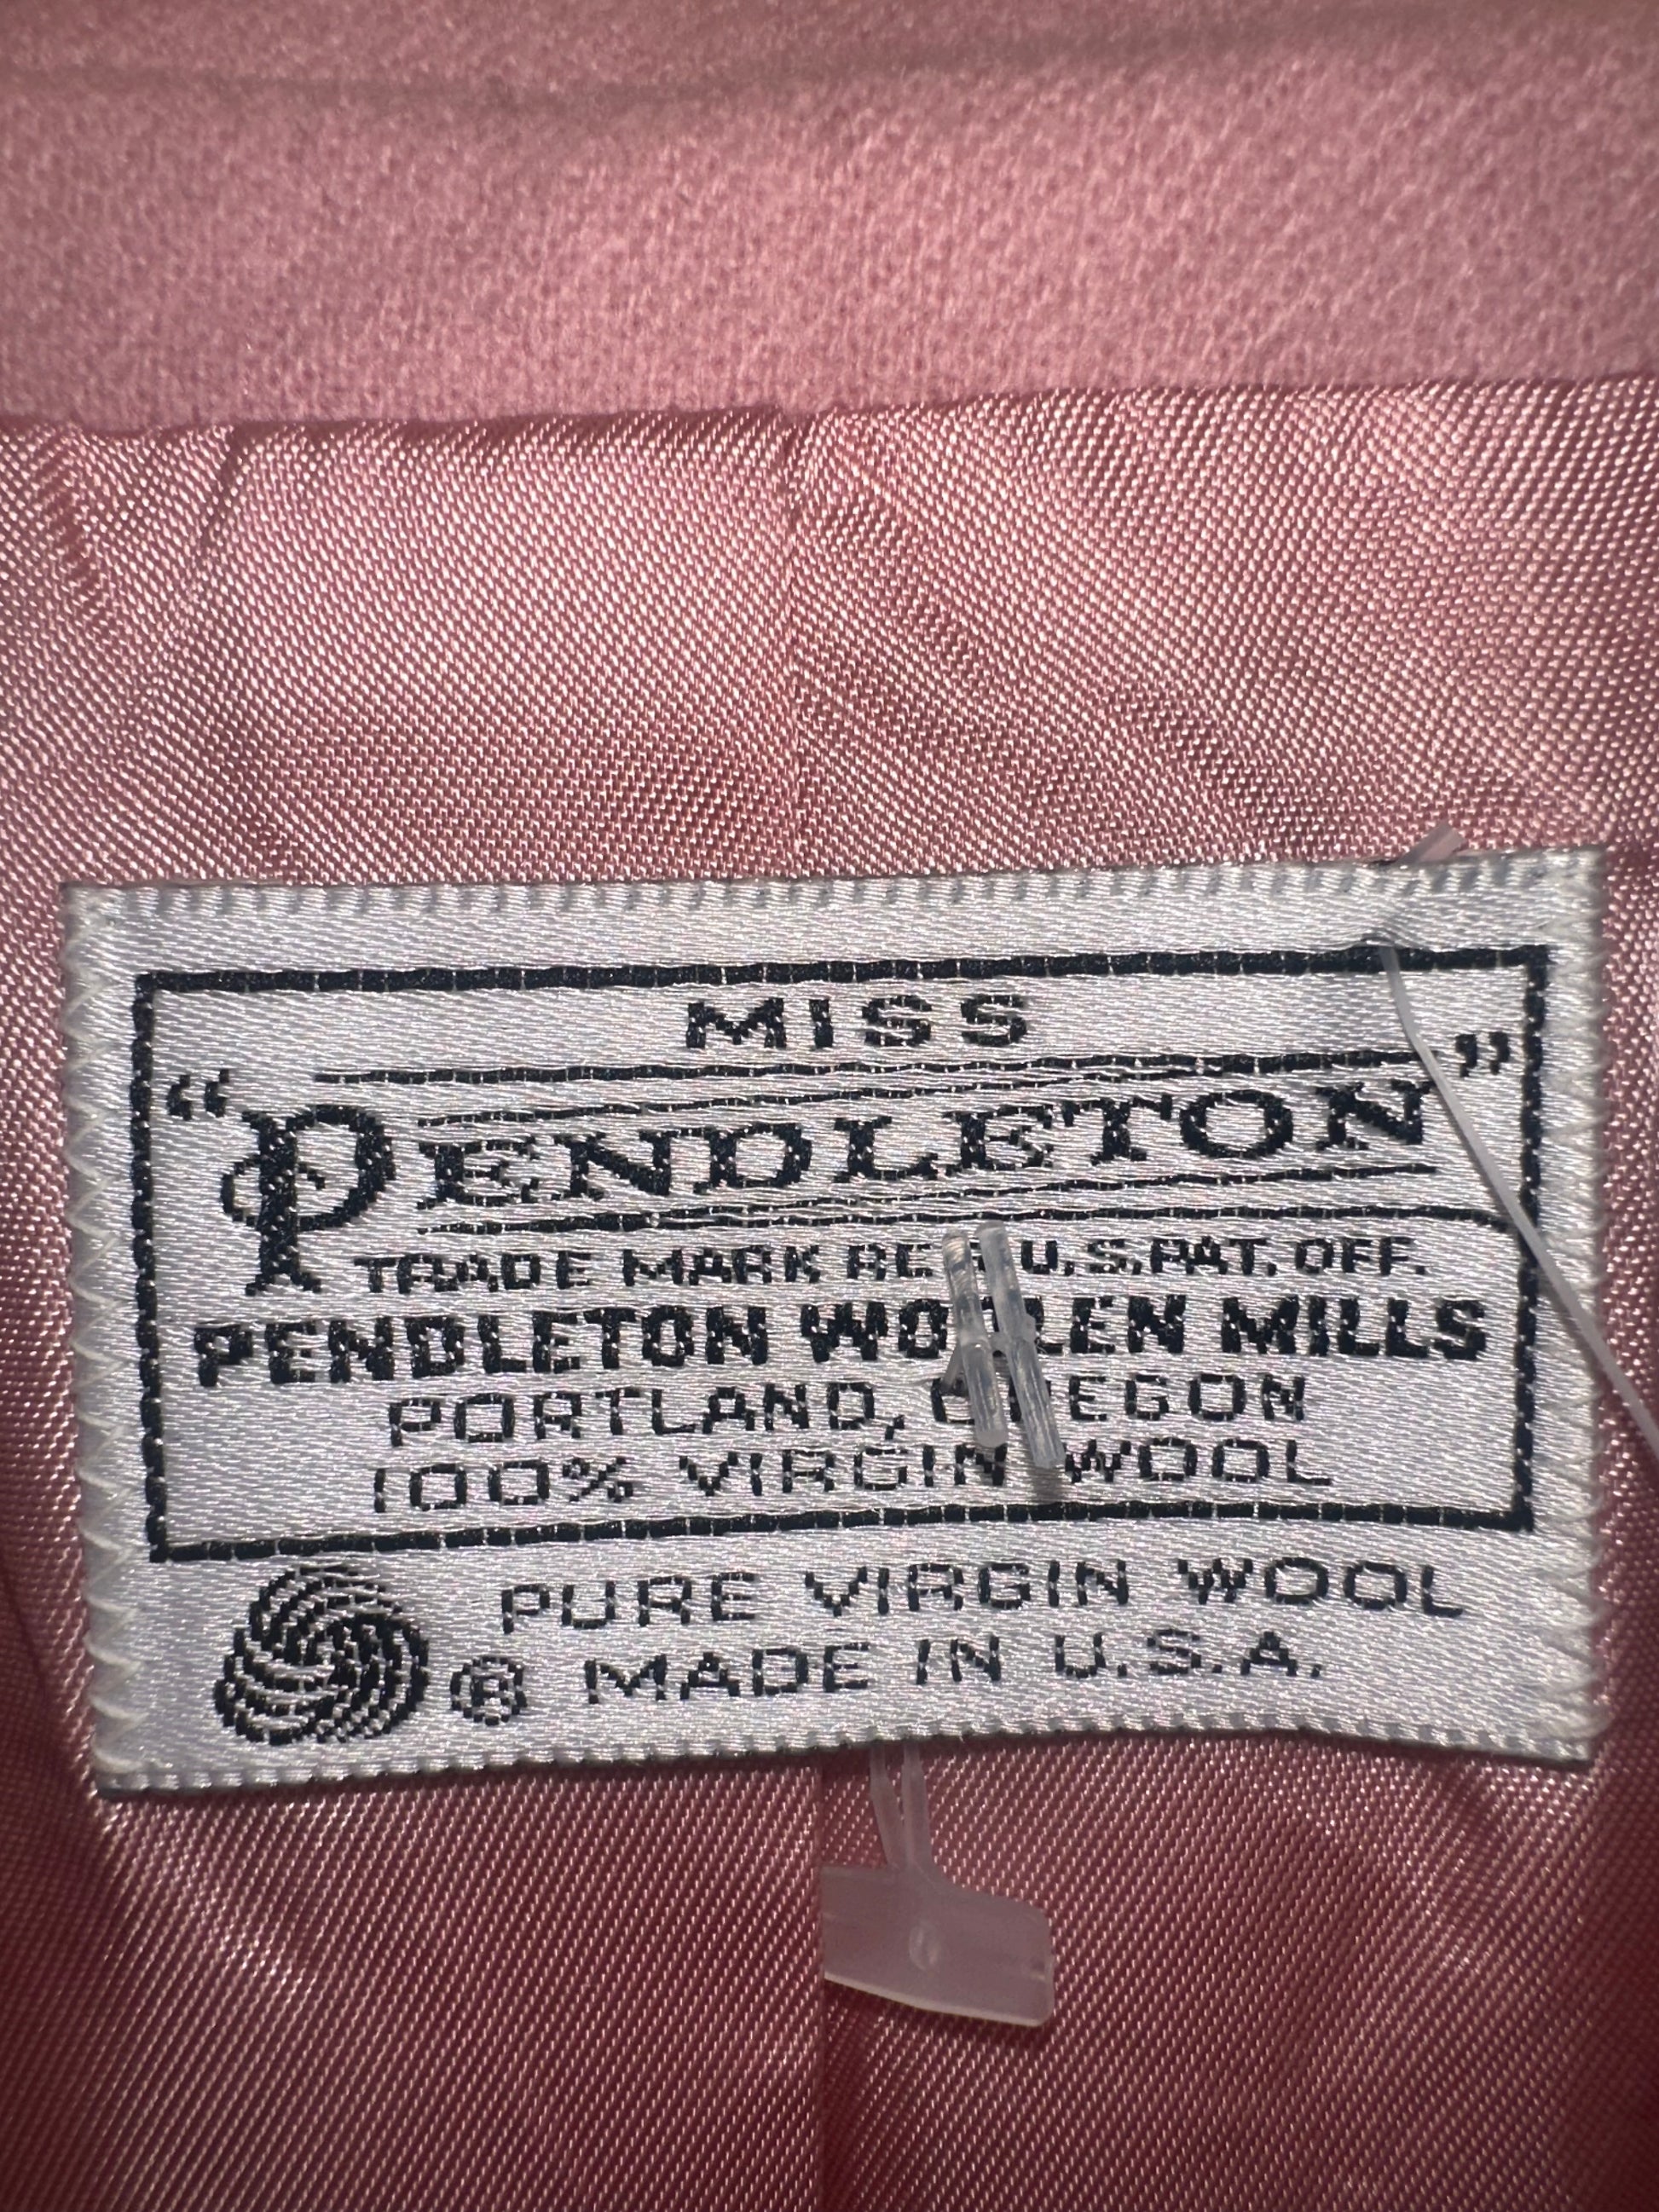 MISS
“PENDLETON”
TRADE MARK REG U.S. PAT. OFF.
PENDLETON WOOLEN MILLS
PORTLAND, OREGON
100% VIRGIN WOOL
PURE VIRGIN WOOL
® MADE IN U.S.A.